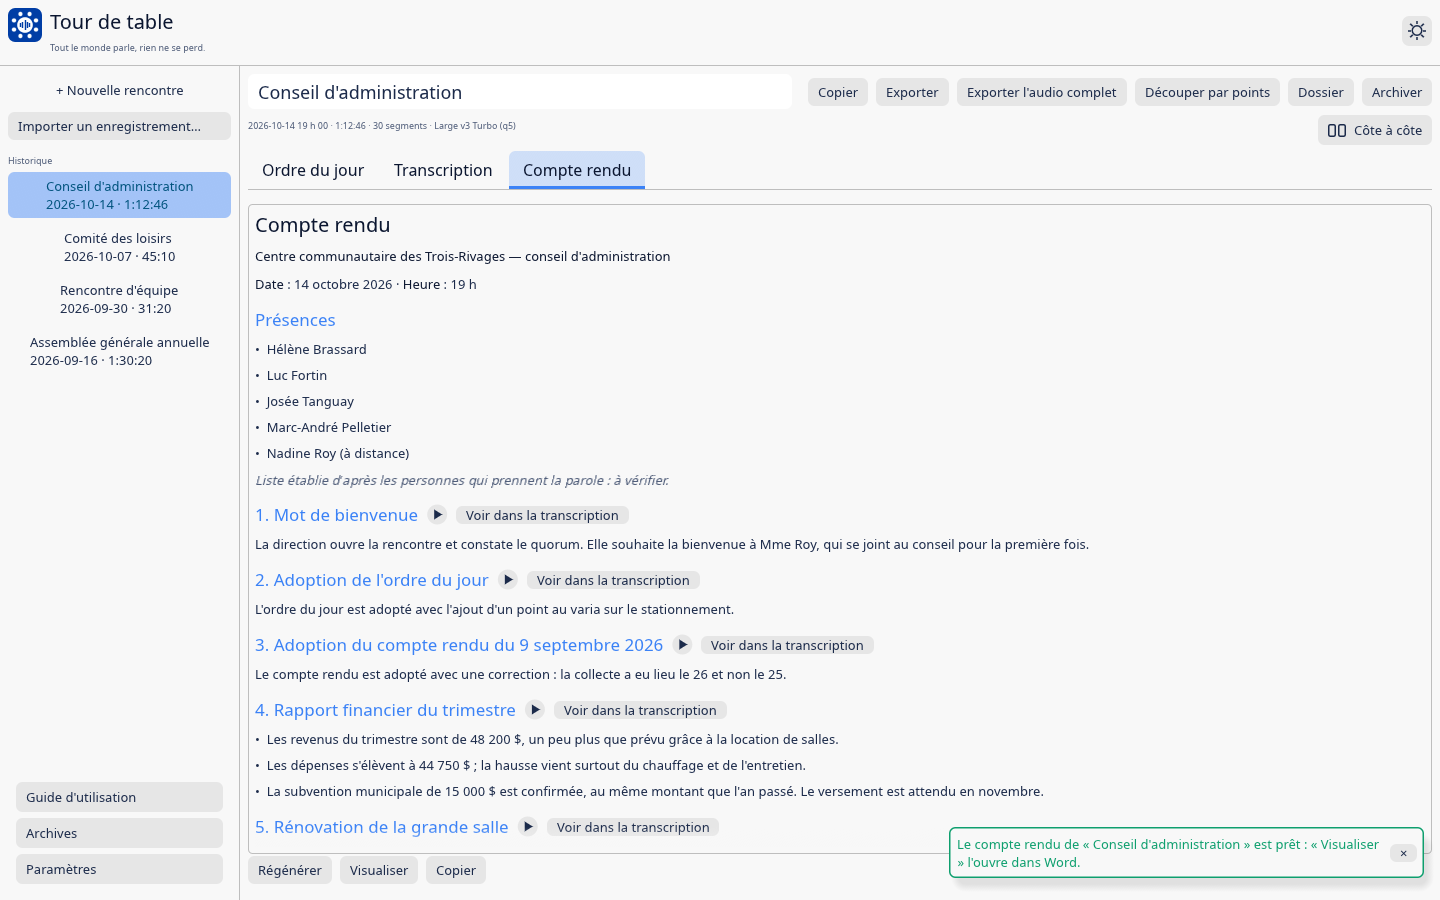 Tour de table
Tout le monde parle, rien ne se perd.
+ Nouvelle rencontre
Importer un enregistrement...
Historique
Conseil d'administration
2026-10-14 · 1:12:46
Comité des loisirs
2026-10-07 · 45:10
Rencontre d'équipe
2026-09-30 · 31:20
Assemblée générale annuelle
2026-09-16 · 1:30:20
Guide d'utilisation
Archives
Paramètres
Conseil d'administration
Copier
Exporter
Exporter l'audio complet
Découper par points
Dossier
Archiver
2026-10-14 19 h 00 · 1:12:46 · 30 segments · Large v3 Turbo (q5)
Côte à côte
Ordre du jour
Transcription
Compte rendu
Compte rendu
Centre communautaire des Trois-Rivages — conseil d'administration
Date : 14 octobre 2026 · Heure : 19 h
Présences
• Hélène Brassard
• Luc Fortin
• Josée Tanguay
• Marc-André Pelletier
• Nadine Roy (à distance)
Liste établie d'après les personnes qui prennent la parole : à vérifier.
1. Mot de bienvenue
Voir dans la transcription
La direction ouvre la rencontre et constate le quorum. Elle souhaite la bienvenue à Mme Roy, qui se joint au conseil pour la première fois.
2. Adoption de l'ordre du jour
Voir dans la transcription
L'ordre du jour est adopté avec l'ajout d'un point au varia sur le stationnement.
3. Adoption du compte rendu du 9 septembre 2026
Voir dans la transcription
Le compte rendu est adopté avec une correction : la collecte a eu lieu le 26 et non le 25.
4. Rapport financier du trimestre
Voir dans la transcription
• Les revenus du trimestre sont de 48 200 $, un peu plus que prévu grâce à la location de salles.
• Les dépenses s'élèvent à 44 750 $ ; la hausse vient surtout du chauffage et de l'entretien.
• La subvention municipale de 15 000 $ est confirmée, au même montant que l'an passé. Le versement est attendu en novembre.
5. Rénovation de la grande salle
Voir dans la transcription
Régénérer
Visualiser
Copier
Le compte rendu de « Conseil d'administration » est prêt : « Visualiser
» l'ouvre dans Word.
×